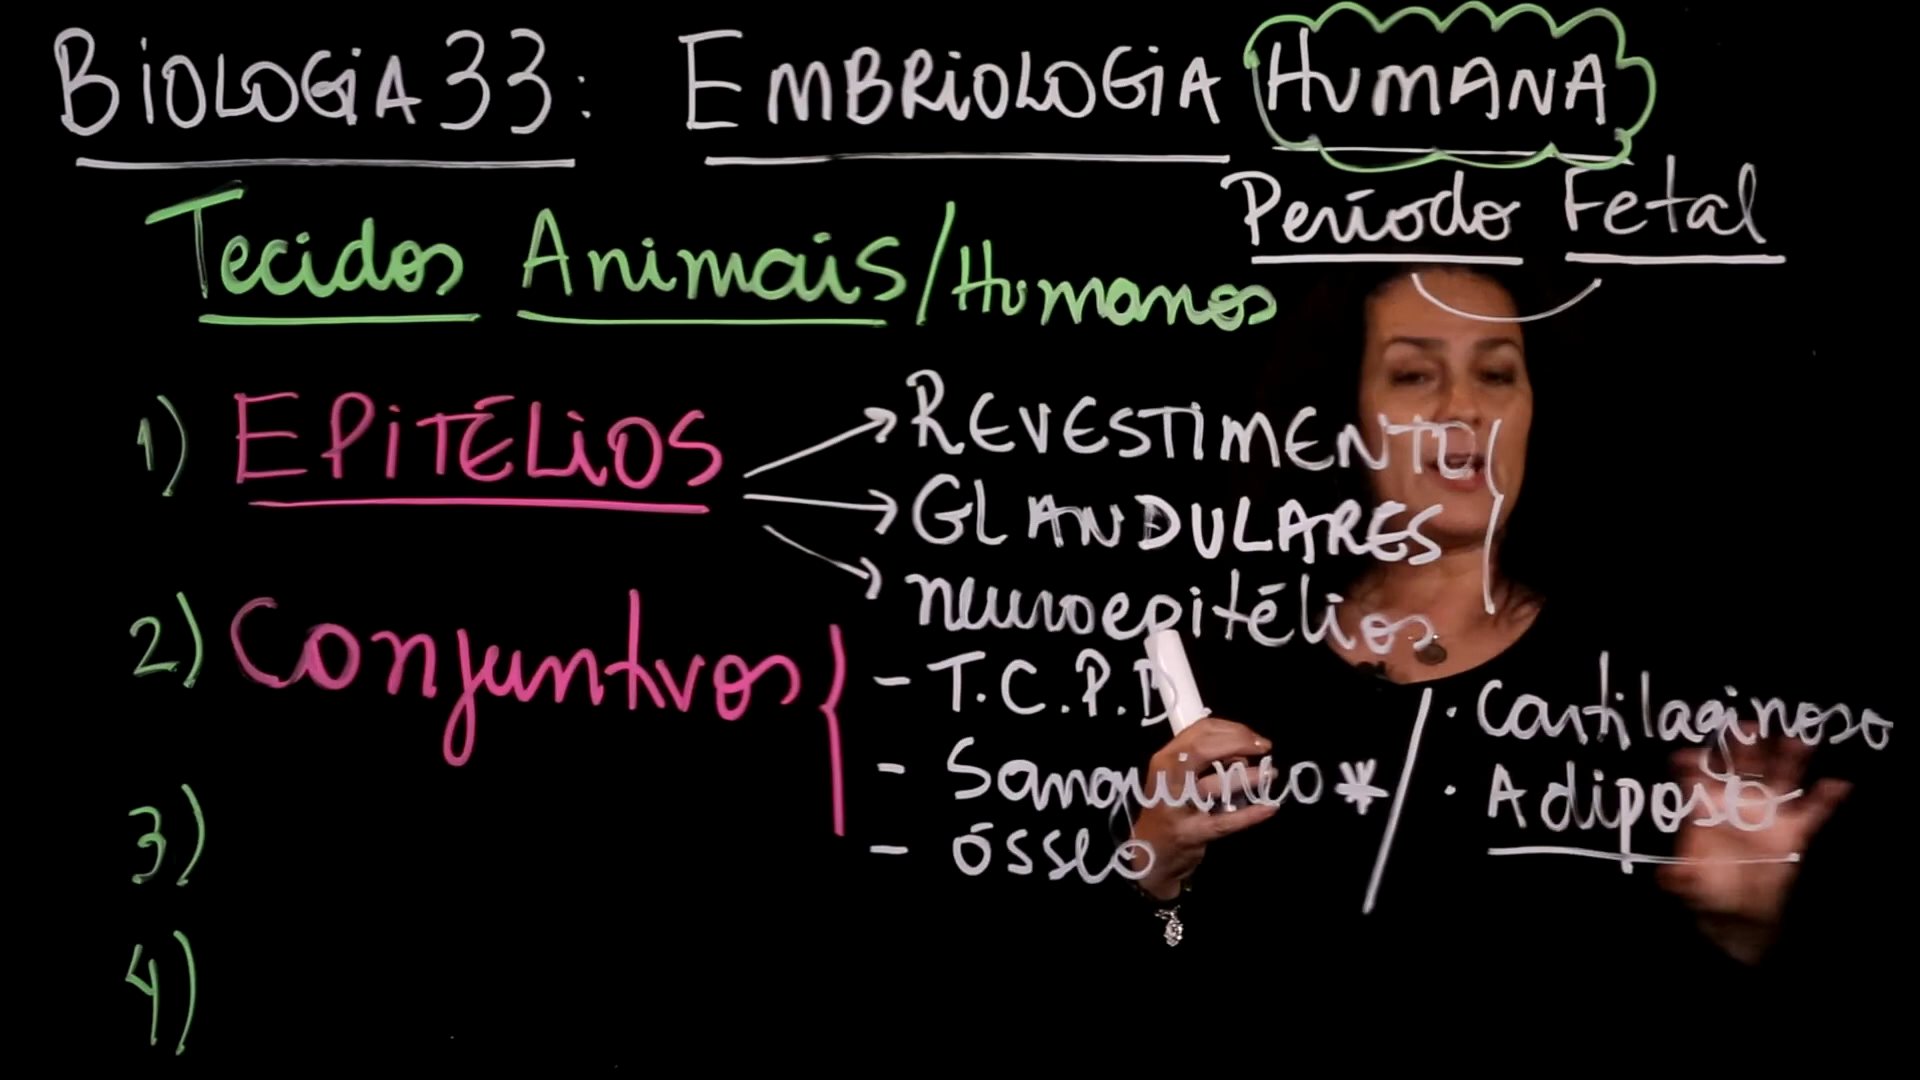 BiOLOGiA 33: EMBRiOLOGiA HUMANA
Período Fetal
Tecidos Animais/Humanos
1) EPiTÉLiOS
REVESTIMENTO
GLANDULARES
neuroepitélios
2) Conjuntivos
- T.C.P.D
- Sanguíneo *
- ósseo
· Cartilaginoso
· Adiposo
3)
4)